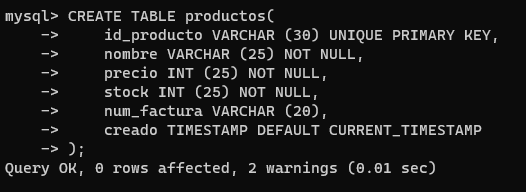 mysql> CREATE TABLE productos(
    ->     id_producto VARCHAR (30) UNIQUE PRIMARY KEY,
    ->     nombre VARCHAR (25) NOT NULL,
    ->     precio INT (25) NOT NULL,
    ->     stock INT (25) NOT NULL,
    ->     num_factura VARCHAR (20),
    ->     creado TIMESTAMP DEFAULT CURRENT_TIMESTAMP
    -> );
Query OK, 0 rows affected, 2 warnings (0.01 sec)